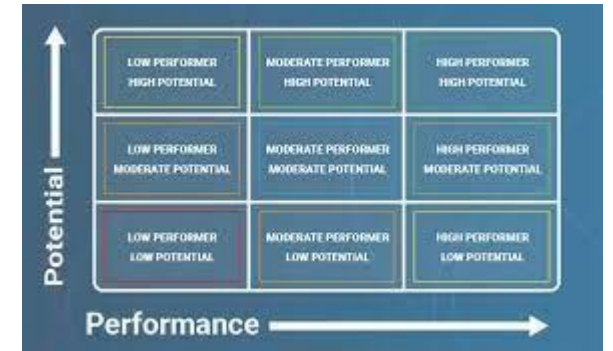 LOW PERFORMER
HIGH POTENTIAL
MODERATE PERFORMER
HIGH POTENTIAL
HIGH PERFORMER
HIGH POTENTIAL
LOW PERFORMER
MODERATE POTENTIAL
MODERATE PERFORMER
MODERATE POTENTIAL
HIGH PERFORMER
MODERATE POTENTIAL
LOW PERFORMER
LOW POTENTIAL
MODERATE PERFORMER
LOW POTENTIAL
HIGH PERFORMER
LOW POTENTIAL
Potential
Performance